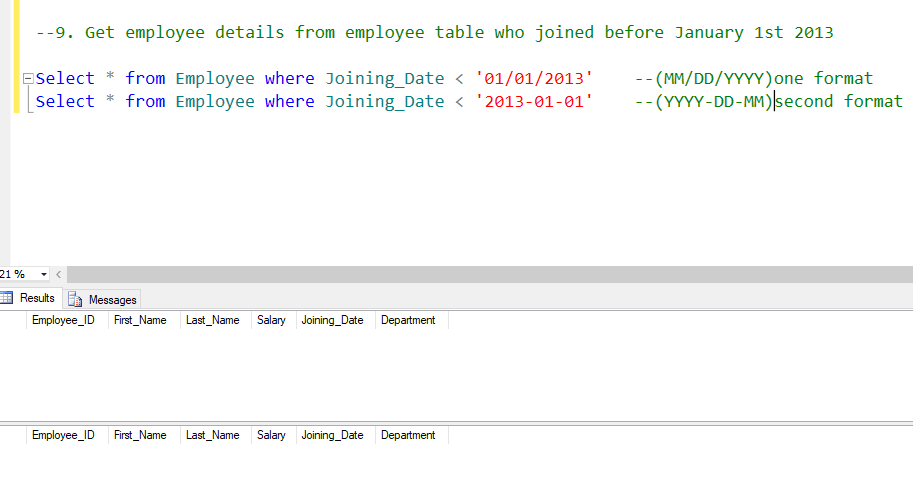 --9. Get employee details from employee table who joined before January 1st 2013
Select * from Employee where Joining_Date < '01/01/2013' --(MM/DD/YYYY)one format
Select * from Employee where Joining_Date < '2013-01-01' --(YYYY-DD-MM)second format
21 %
Results Messages
Employee_ID First_Name Last_Name Salary Joining_Date Department
Employee_ID First_Name Last_Name Salary Joining_Date Department